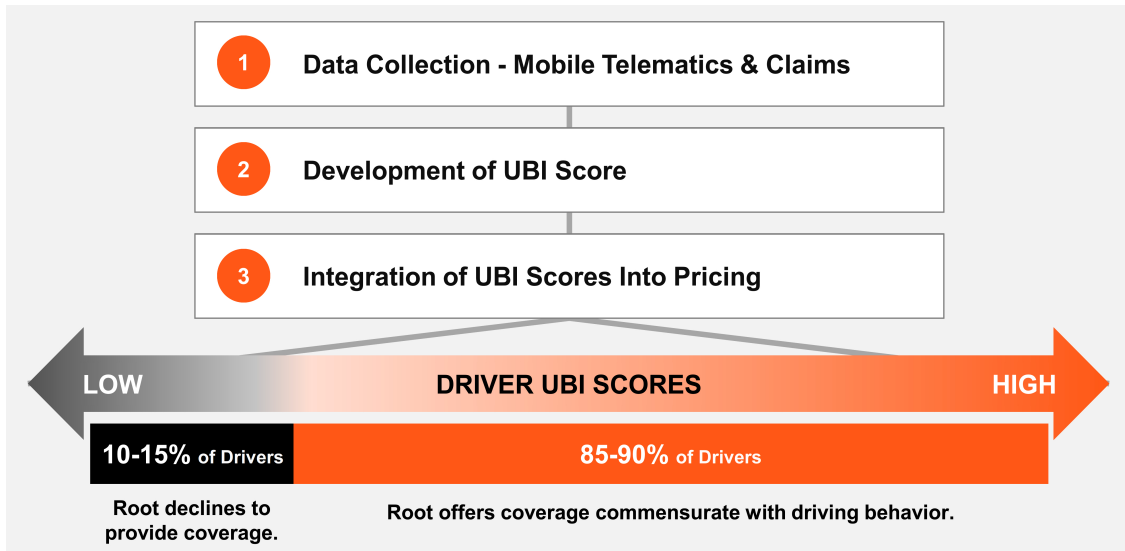 1
Data Collection - Mobile Telematics & Claims
2
Development of UBI Score
3
Integration of UBI Scores Into Pricing
LOW
DRIVER UBI SCORES
HIGH
10-15% of Drivers
85-90% of Drivers
Root declines to
provide coverage.
Root offers coverage commensurate with driving behavior.